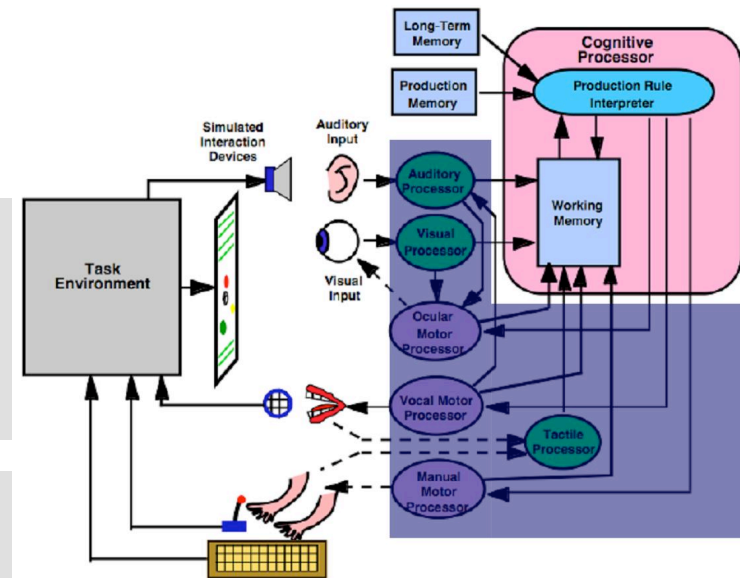 Long-Term
Memory
Cognitive
Processor
Production
Memory
Production Rule
Interpreter
Simulated
Interaction
Devices
Auditory
Input
Auditory
Processor
Working
Memory
Visual
Processor
Task
Environment
Visual
Input
Ocular
Motor
Processor
Vocal Motor
Processor
Tactile
Processor
Manual
Motor
Processor